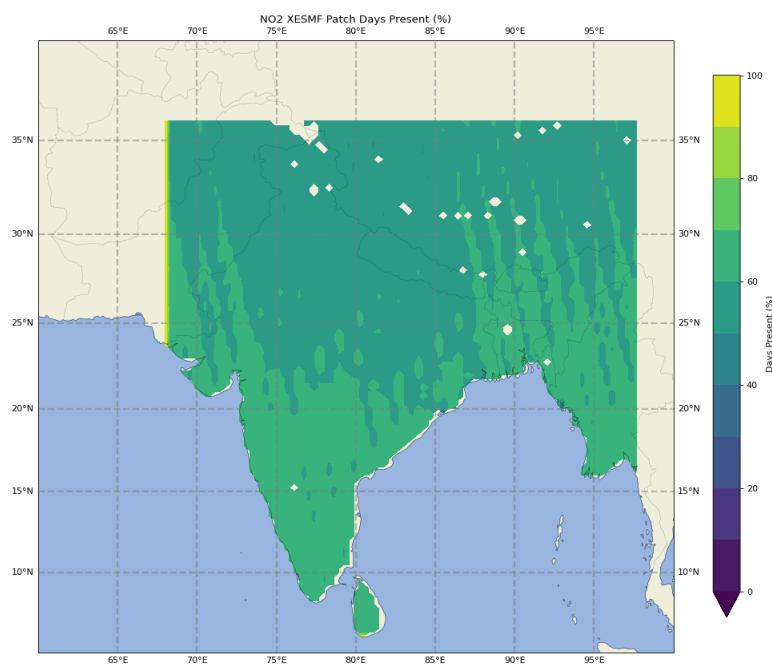 NO2 XESMF Patch Days Present (%)
65°E 70°E 75°E 80°E 85°E 90°E 95°E
100
35°N 35°N
80
30°N 30°N
60
25°N 25°N
Days Present (%)
40
20°N 20°N
20
15°N 15°N
10°N 10°N
0
65°E 70°E 75°E 80°E 85°E 90°E 95°E